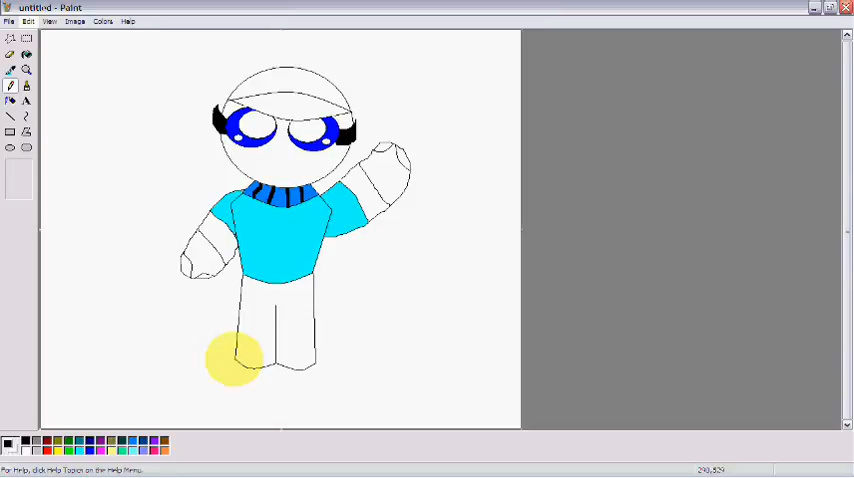 untitled - Paint
File Edit View Image Colors Help
A
For Help, click Help Topics on the Help Menu.
290,529